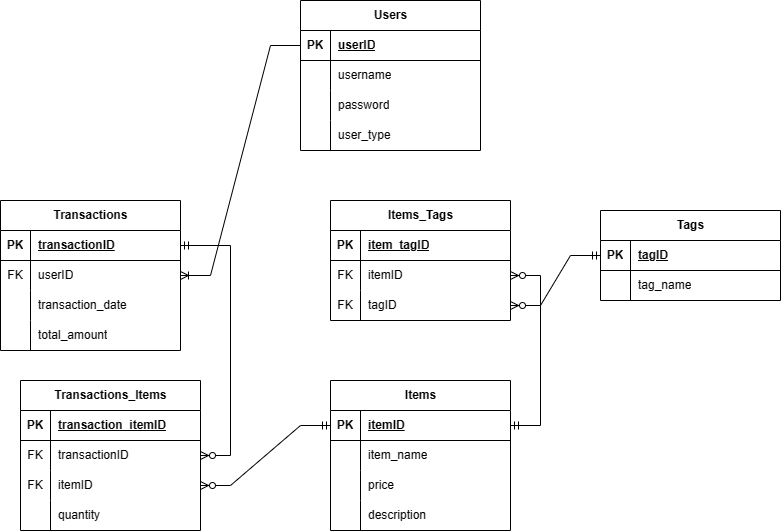 Users
PK userID
username
password
user_type
Transactions
PK transactionID
FK userID
transaction_date
total_amount
Items_Tags
PK item_tagID
FK itemID
FK tagID
Tags
PK tagID
tag_name
Transactions_Items
PK transaction_itemID
FK transactionID
FK itemID
quantity
Items
PK itemID
item_name
price
description